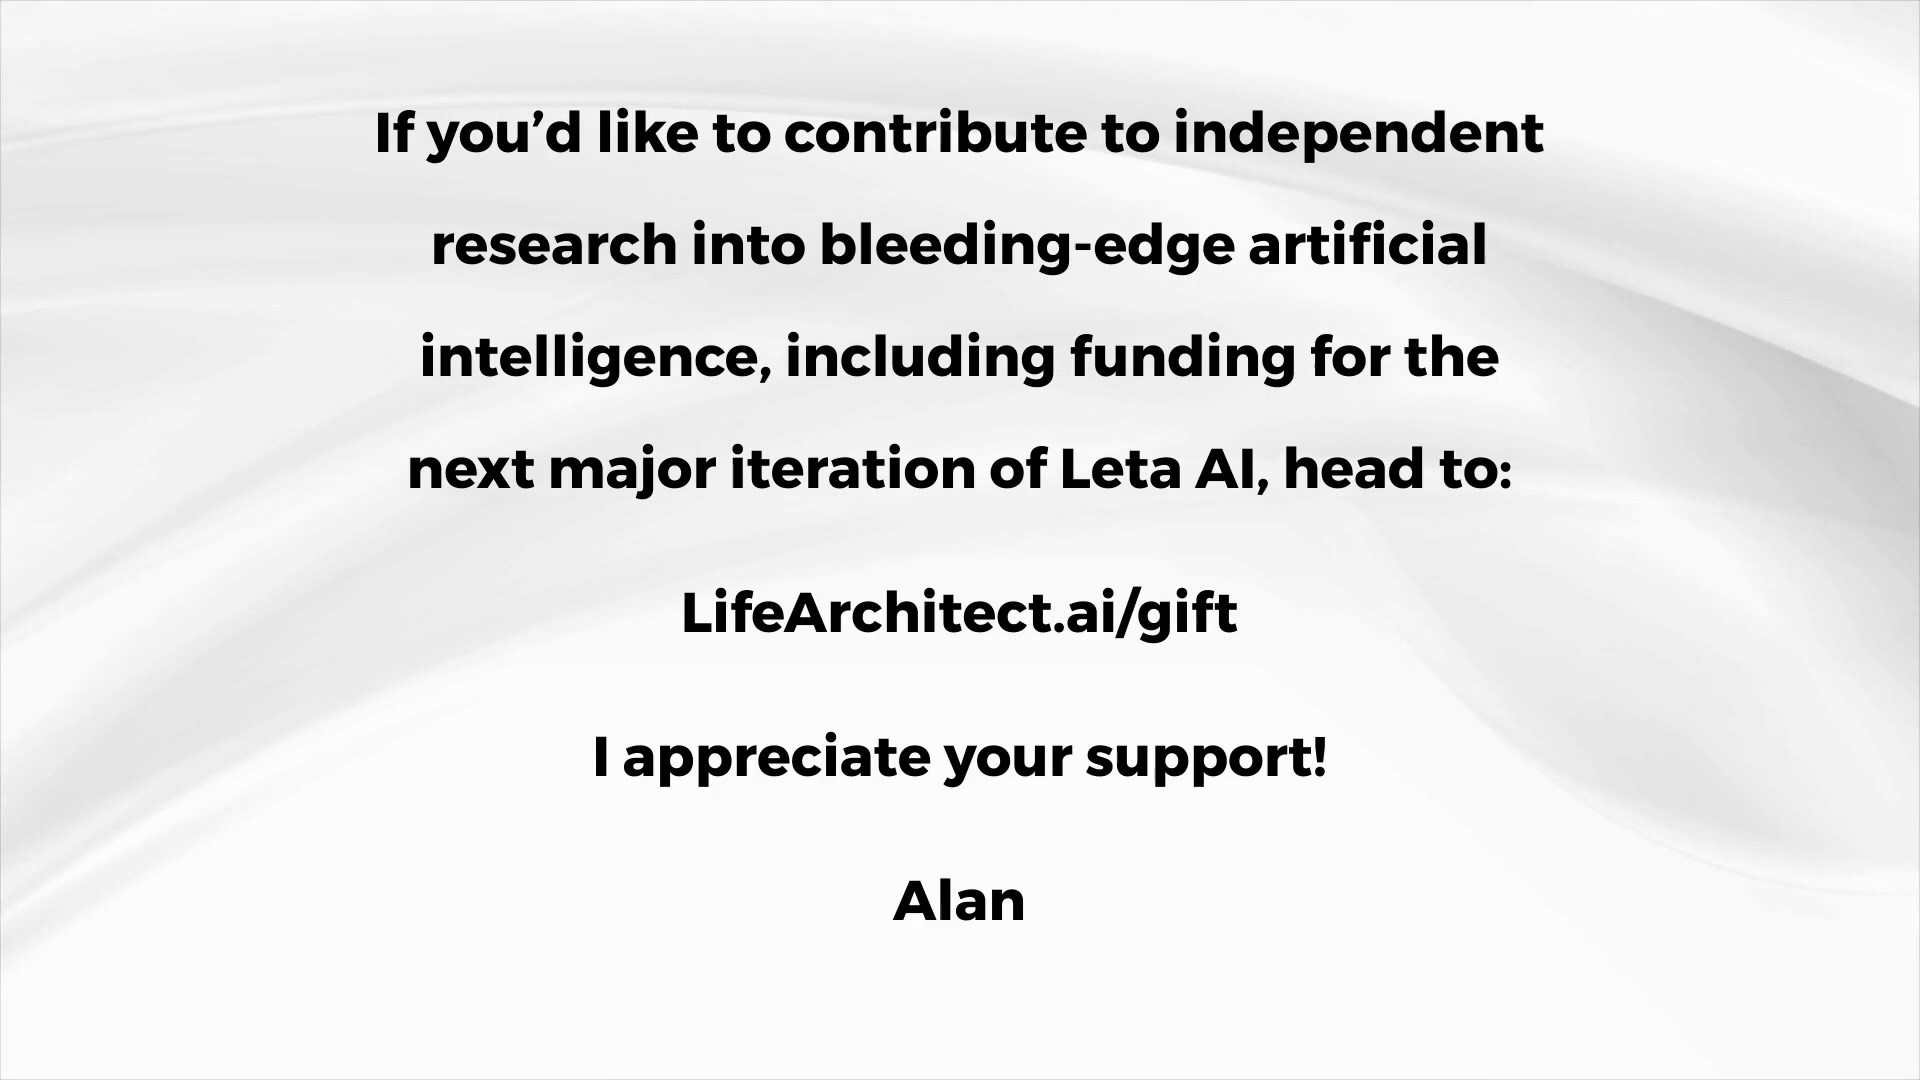 If you’d like to contribute to independent
research into bleeding-edge artificial
intelligence, including funding for the
next major iteration of Leta AI, head to:
LifeArchitect.ai/gift
I appreciate your support!
Alan